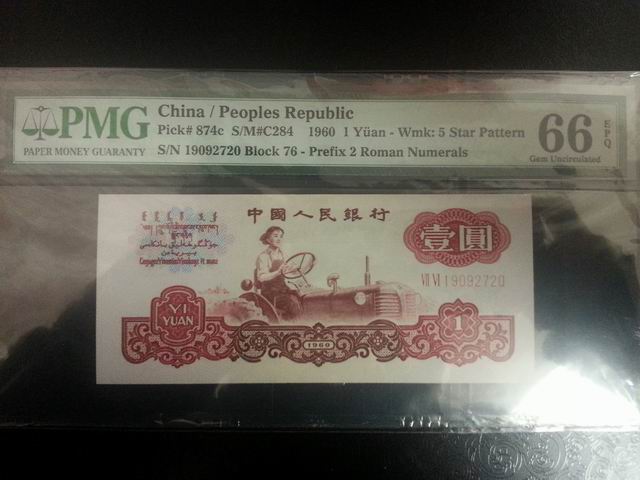 PMG
PAPER MONEY GUARANTY
China / Peoples Republic
Pick# 874c S/M#C284 1960 1 Yüan - Wmk: 5 Star Pattern
S/N 19092720 Block 76 - Prefix 2 Roman Numerals
66 EPQ
Gem Uncirculated
中國人民銀行
壹圓
VII VI 19092720
YI
YUAN
1960
1